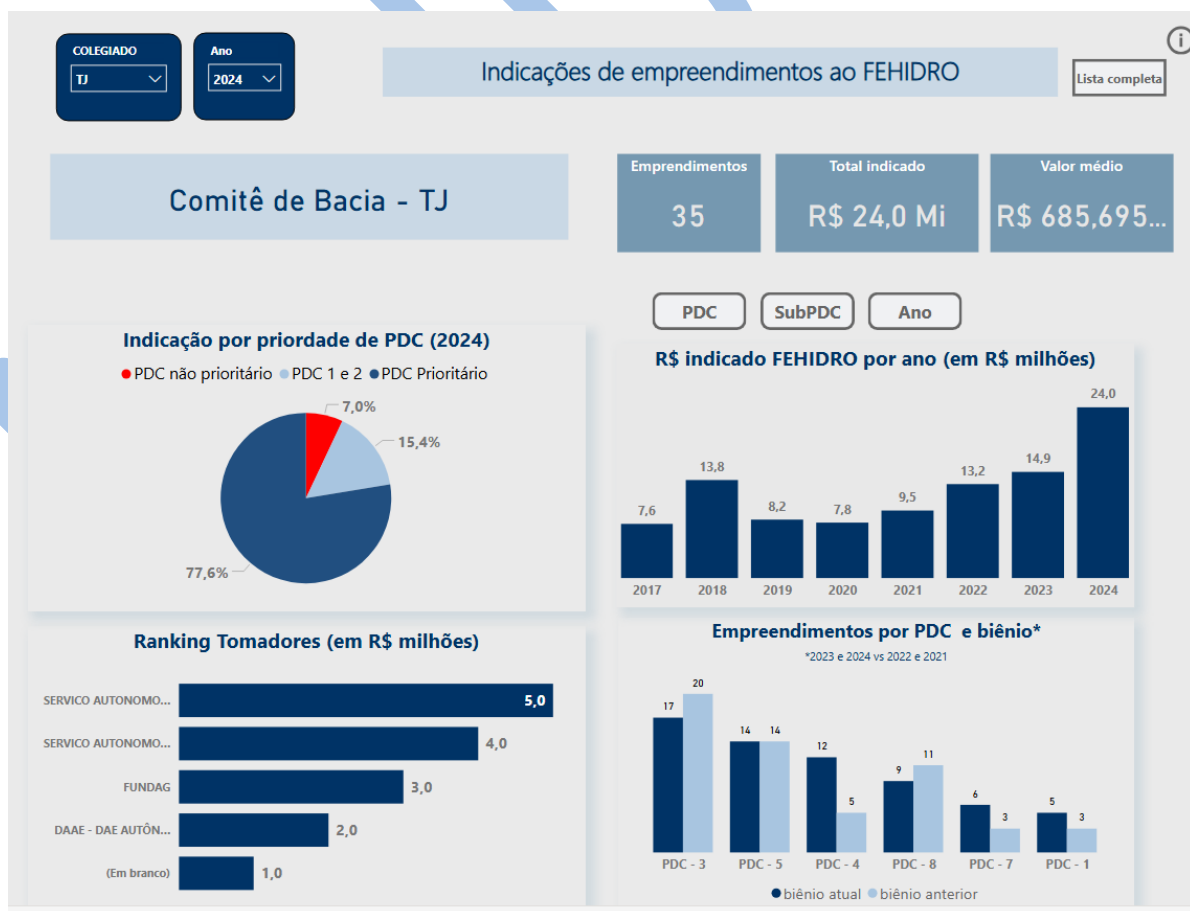 COLEGIADO
TJ
Ano
2024
Indicações de empreendimentos ao FEHIDRO
i
Lista completa
Comitê de Bacia - TJ
Emprendimentos
35
Total indicado
R$ 24,0 Mi
Valor médio
R$ 685,695...
PDC
SubPDC
Ano
Indicação por priordade de PDC (2024)
PDC não prioritário PDC 1 e 2 PDC Prioritário
7,0%
15,4%
77,6%
R$ indicado FEHIDRO por ano (em R$ milhões)
7,6
13,8
8,2
7,8
9,5
13,2
14,9
24,0
2017 2018 2019 2020 2021 2022 2023 2024
Ranking Tomadores (em R$ milhões)
SERVICO AUTONOMO... 5,0
SERVICO AUTONOMO... 4,0
FUNDAG 3,0
DAAE - DAE AUTÔN... 2,0
(Em branco) 1,0
Empreendimentos por PDC e biênio*
*2023 e 2024 vs 2022 e 2021
17 20
14 14
12 5
9 11
6 3
5 3
PDC - 3 PDC - 5 PDC - 4 PDC - 8 PDC - 7 PDC - 1
biênio atual biênio anterior